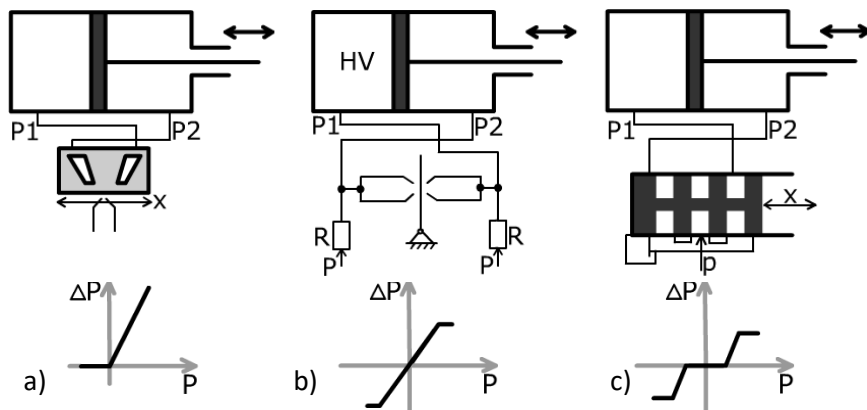 HV
P1 P2 P1 P2 P1 P2
x x
R R
P P p
ΔP ΔP ΔP
a) P b) P c) P